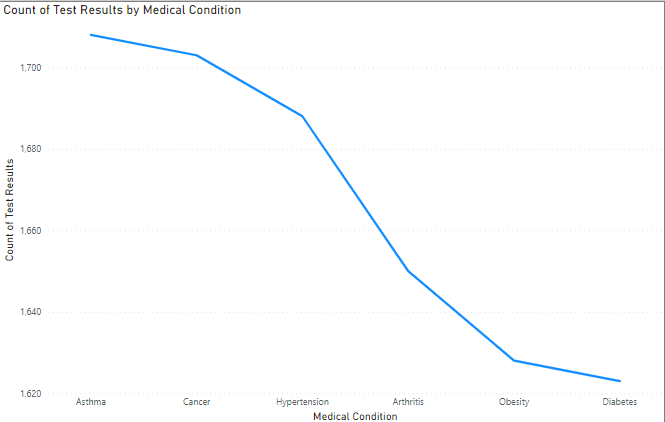 Count of Test Results by Medical Condition
Count of Test Results
1,700
1,680
1,660
1,640
1,620
Asthma Cancer Hypertension Arthritis Obesity Diabetes
Medical Condition